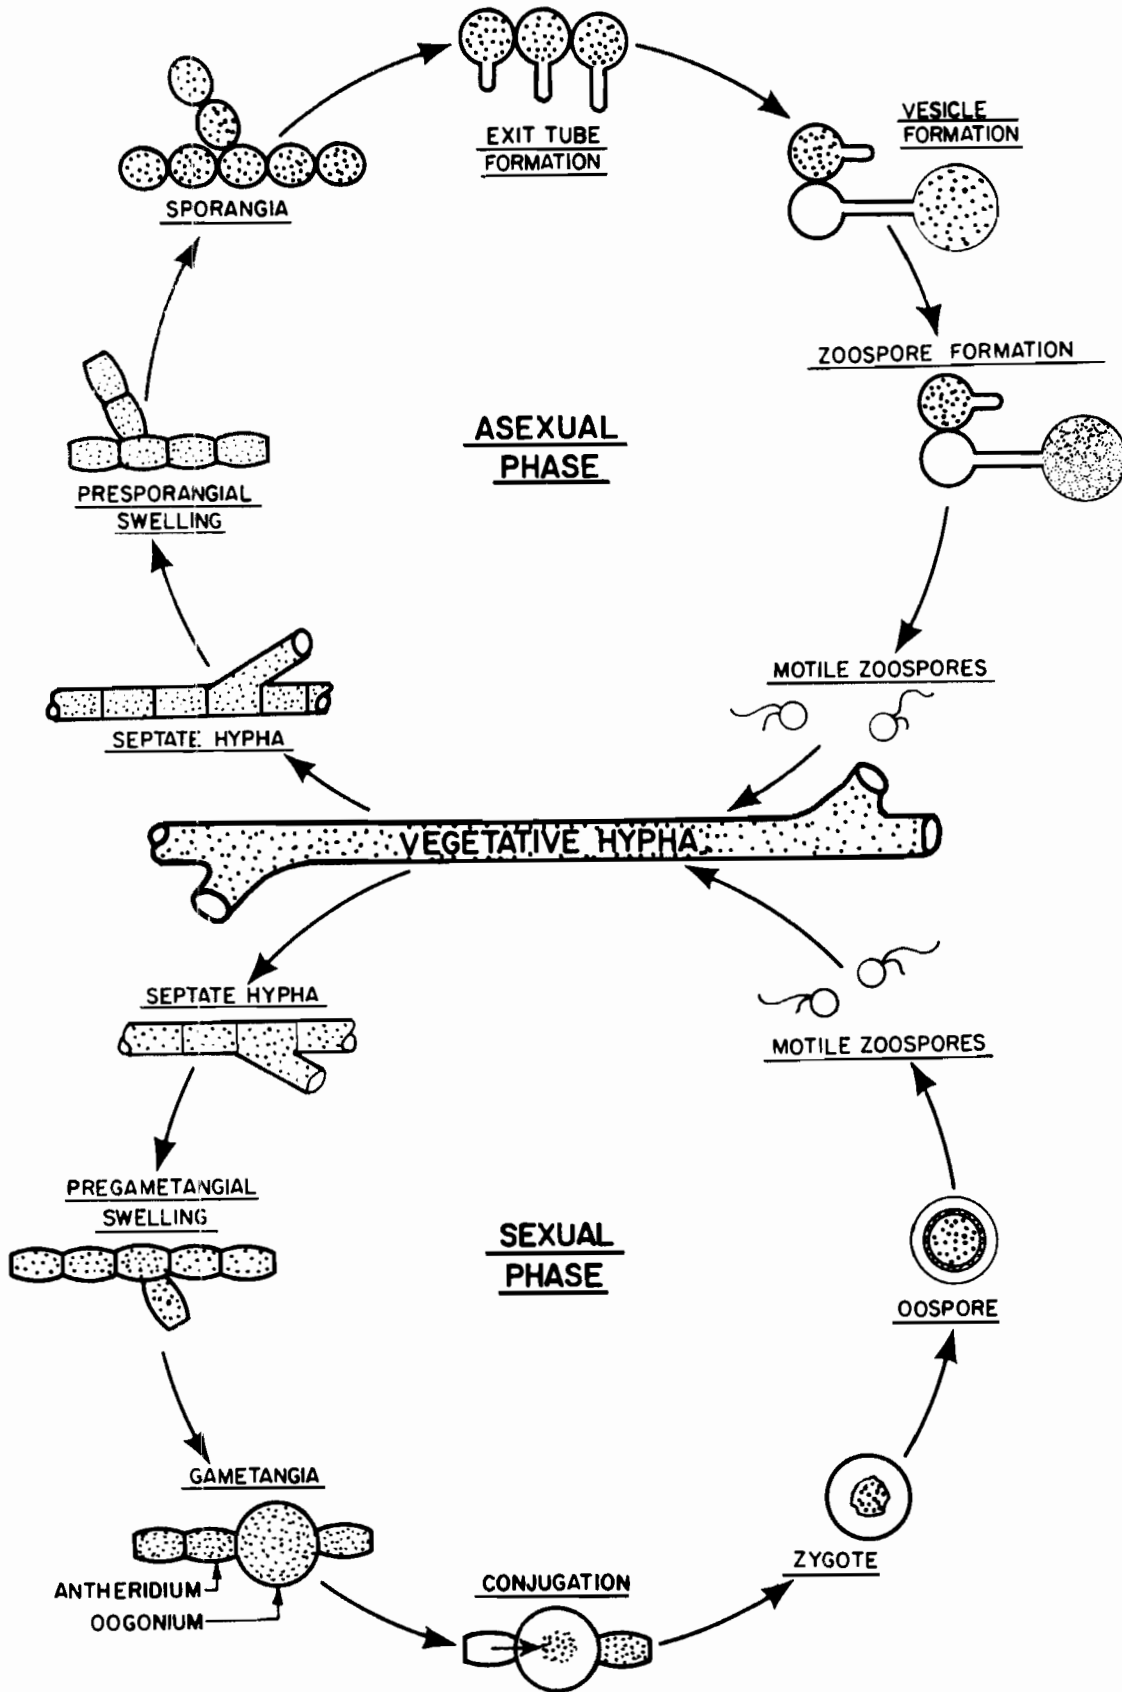 EXIT TUBE
FORMATION
VESICLE
FORMATION
SPORANGIA
ZOOSPORE FORMATION
ASEXUAL
PHASE
PRESPORANGIAL
SWELLING
MOTILE ZOOSPORES
SEPTATE HYPHA
VEGETATIVE HYPHA
SEPTATE HYPHA
MOTILE ZOOSPORES
PREGAMETANGIAL
SWELLING
SEXUAL
PHASE
OOSPORE
GAMETANGIA
ANTHERIDIUM
OOGONIUM
CONJUGATION
ZYGOTE